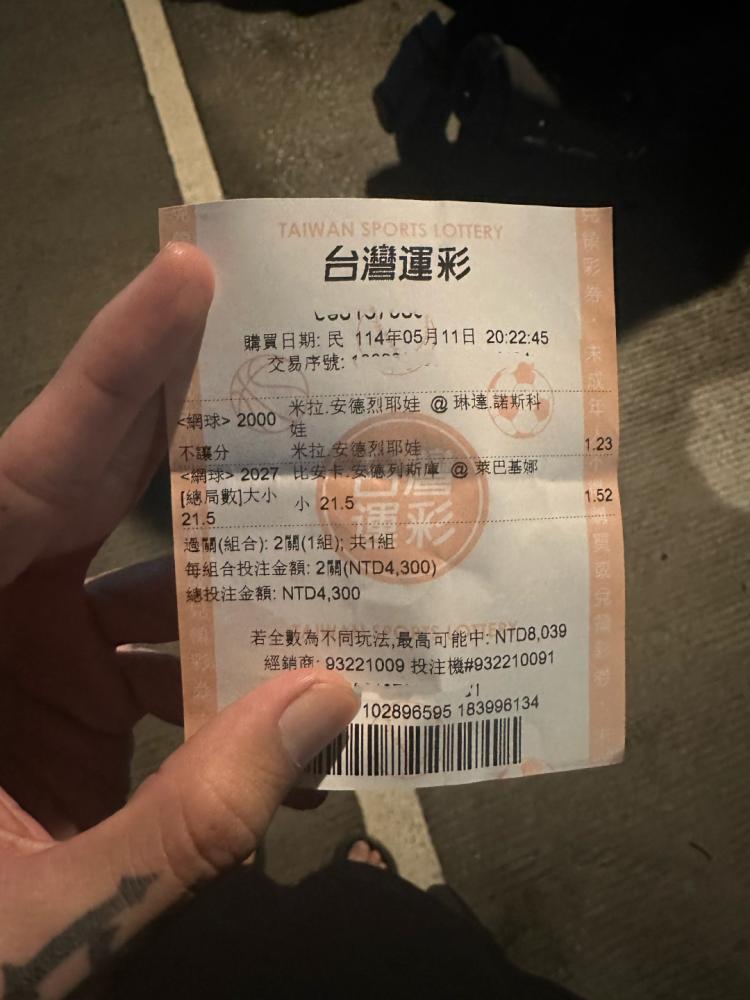 TAIWAN SPORTS LOTTERY
台灣運彩
購買日期: 民 114年05月11日 20:22:45
交易序號:
<網球> 2000 米拉.安德烈耶娃 @ 琳達.諾斯科娃
不讓分 米拉.安德烈耶娃 1.23
<網球> 2027 比安卡.安德列斯庫 @ 萊巴基娜
[總局數]大小 21.5 小 21.5 1.52
過關(組合): 2關(1組); 共1組
每組合投注金額: 2關(NTD4,300)
總投注金額: NTD4,300
若全數為不同玩法,最高可能中: NTD8,039
經銷商: 93221009 投注機#932210091
102896595 183996134